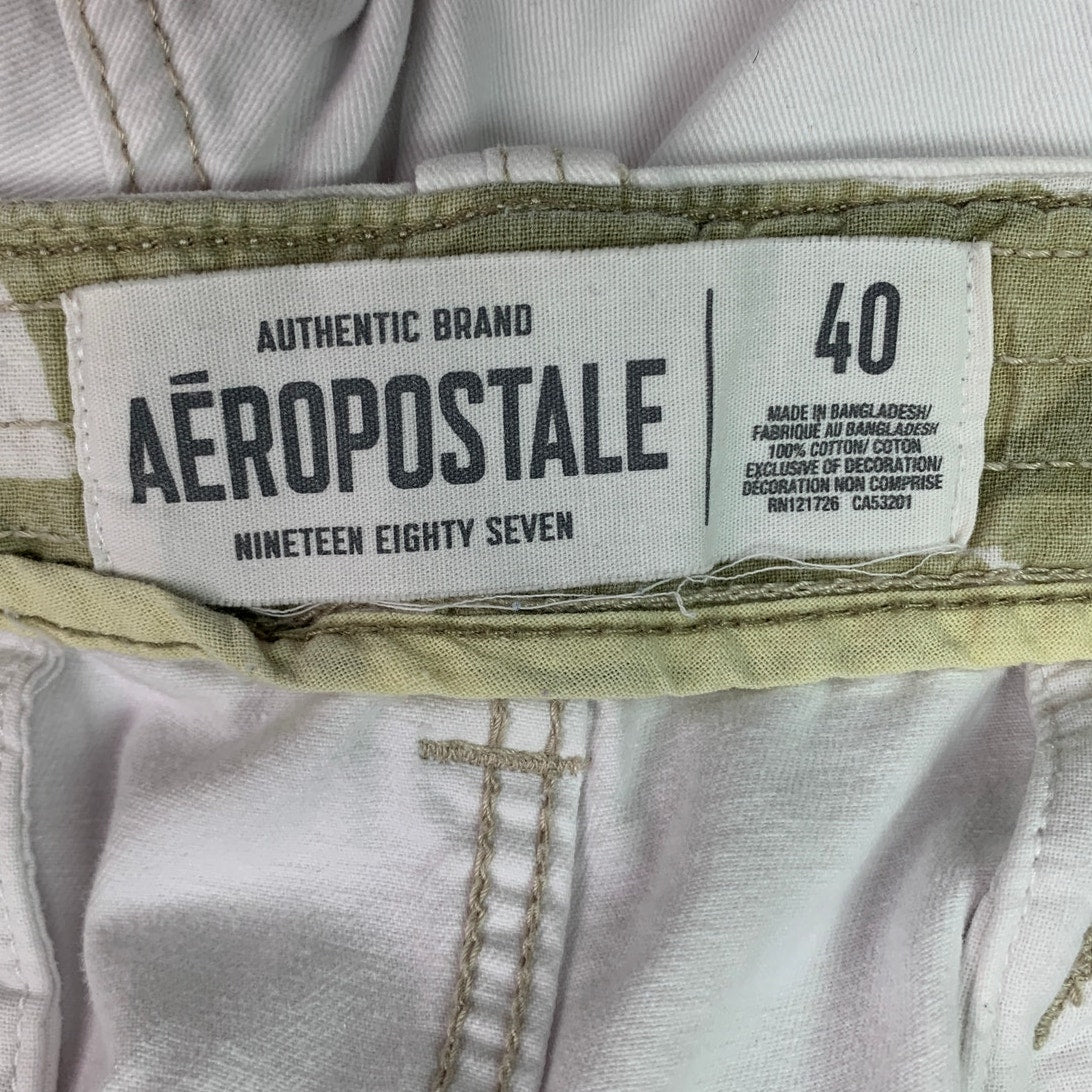 AUTHENTIC BRAND
AÉROPOSTALE
NINETEEN EIGHTY SEVEN
40
MADE IN BANGLADESH/
FABRIQUE AU BANGLADESH
100% COTTON/ COTON
EXCLUSIVE OF DECORATION/
DÉCORATION NON COMPRISE
RN121726 CA53201